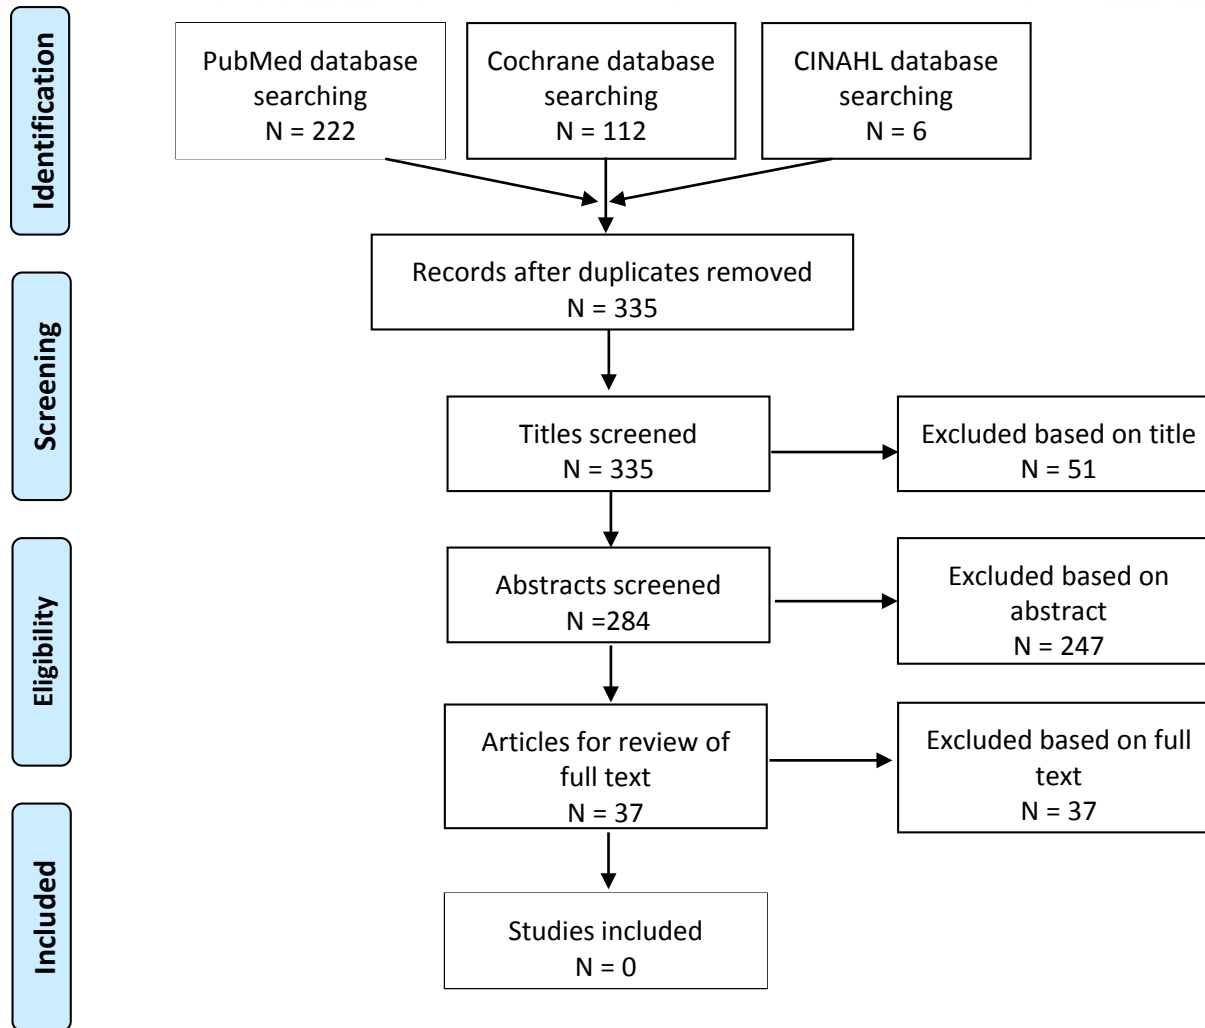 Identification
PubMed database
searching
N = 222
Cochrane database
searching
N = 112
CINAHL database
searching
N = 6
Records after duplicates removed
N = 335
Screening
Titles screened
N = 335
Excluded based on title
N = 51
Eligibility
Abstracts screened
N =284
Excluded based on
abstract
N = 247
Articles for review of
full text
N = 37
Excluded based on full
text
N = 37
Included
Studies included
N = 0